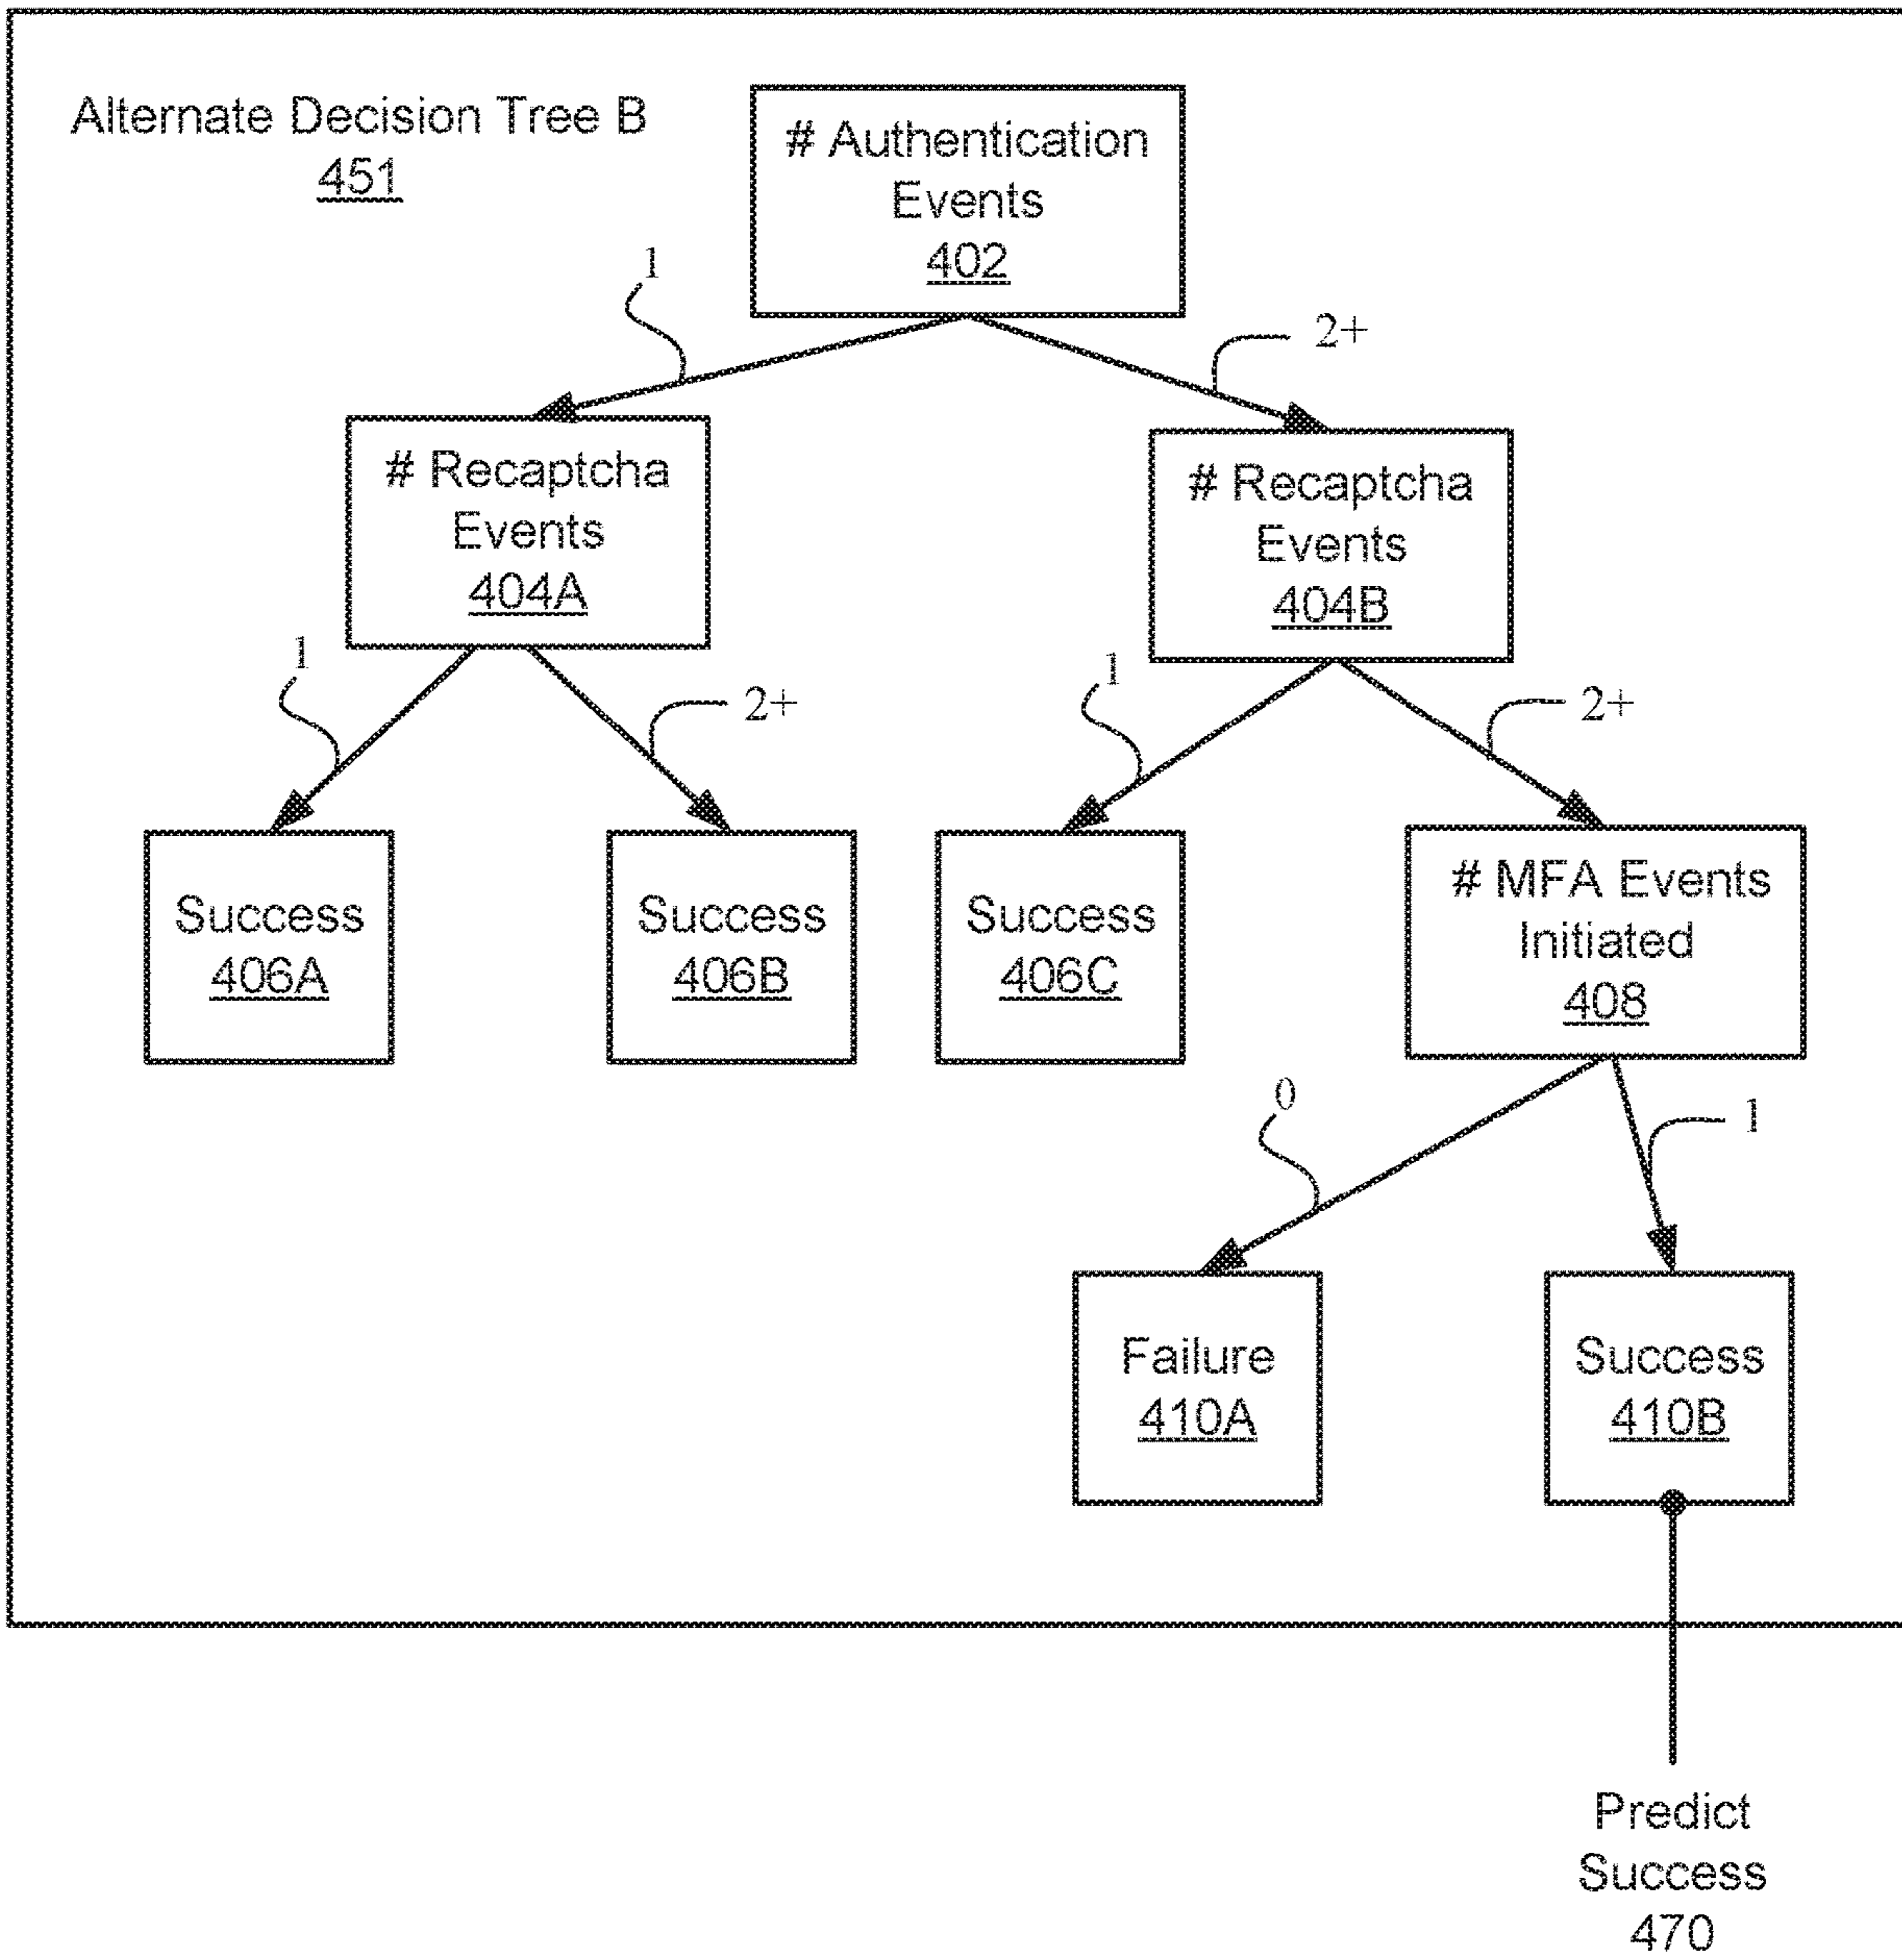 Alternate Decision Tree B
451
# Authentication
Events
402
1
2+
# Recaptcha
Events
404A
# Recaptcha
Events
404B
1
2+
1
2+
Success
406A
Success
406B
Success
406C
# MFA Events
Initiated
408
0
1
Failure
410A
Success
410B
Predict
Success
470